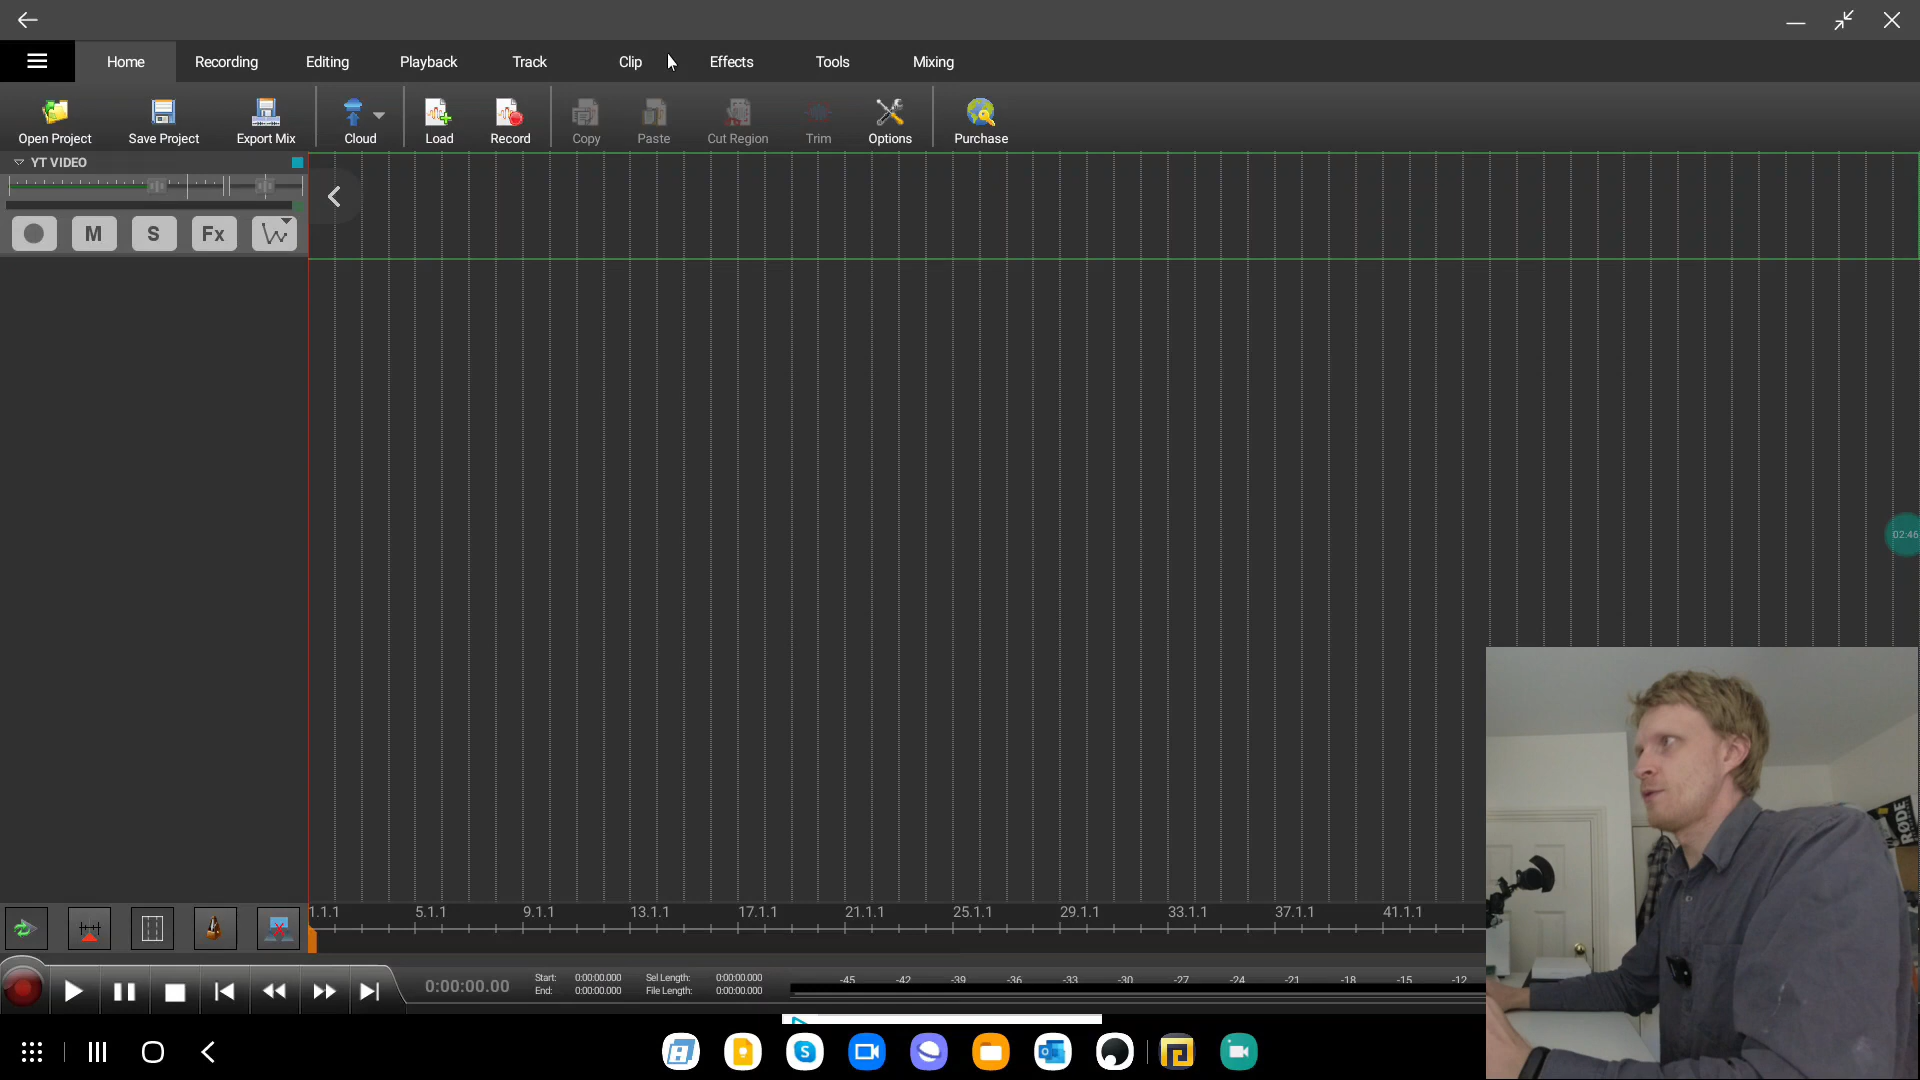 Home Recording Editing Playback Track Clip Effects Tools Mixing
Open Project Save Project Export Mix Cloud Load Record Copy Paste Cut Region Trim Options Purchase
YT VIDEO
M S Fx
02:46
RØDE
1.1.1 5.1.1 9.1.1 13.1.1 17.1.1 21.1.1 25.1.1 29.1.1 33.1.1 37.1.1 41.1.1
0:00:00.00
Start: 0:00:00.000 Sel Length: 0:00:00.000
End: 0:00:00.000 File Length: 0:00:00.000
-45 -42 -39 -36 -33 -30 -27 -24 -21 -18 -15 -12